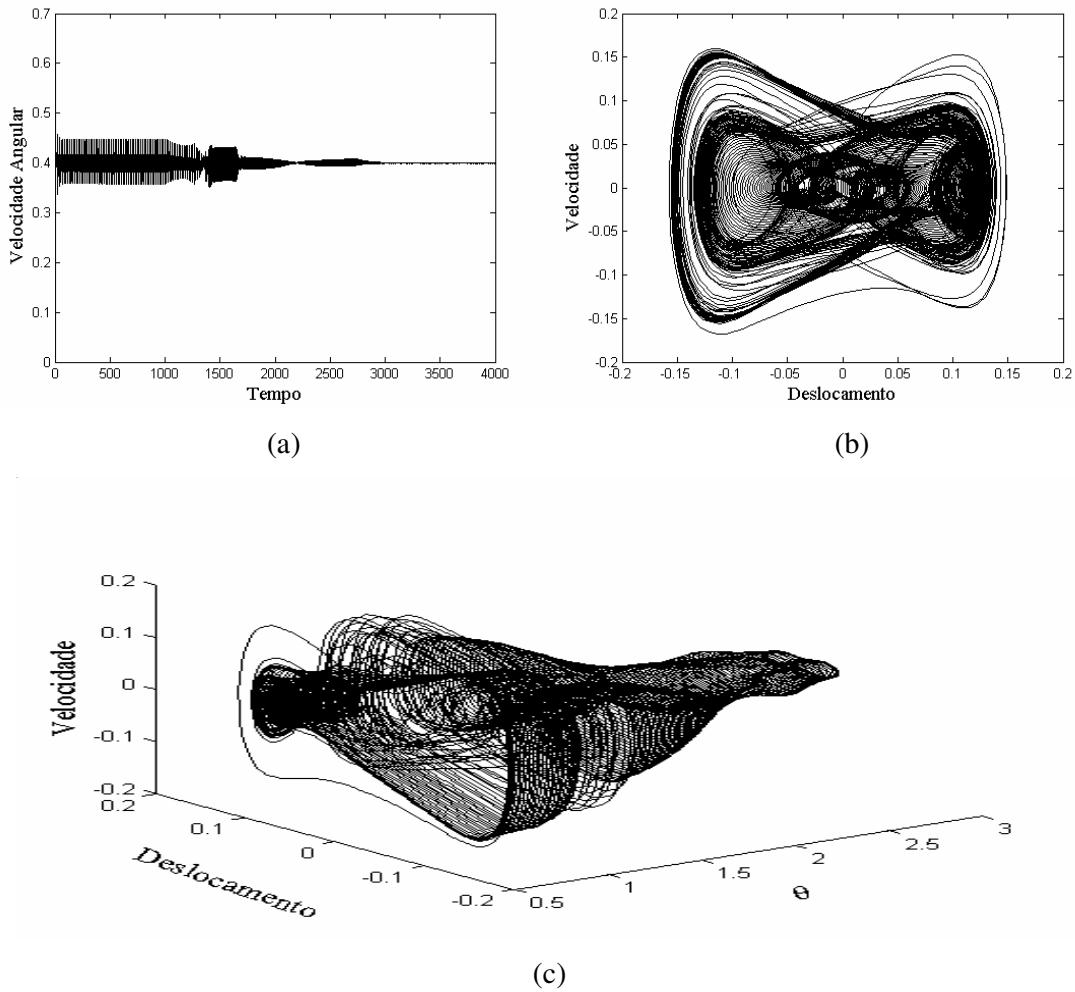 0.7
0.6
0.5
0.4
0.3
0.2
0.1
0
Velocidade Angular
0 500 1000 1500 2000 2500 3000 3500 4000
Tempo
(a)
0.2
0.15
0.1
0.05
0
-0.05
-0.1
-0.15
-0.2
Velocidade
-0.2 -0.15 -0.1 -0.05 0 0.05 0.1 0.15 0.2
Deslocamento
(b)
0.2
0.1
0
-0.1
-0.2
Velocidade
0.2
0.1
0
-0.1
-0.2
Deslocamento
0.5
1
1.5
2
2.5
3
θ
(c)